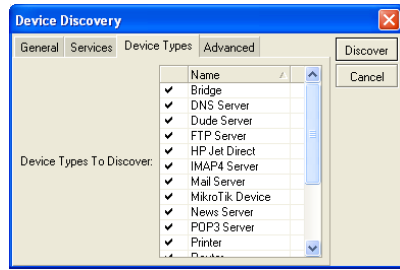 Device Discovery
General Services Device Types Advanced
Discover
Cancel
Name
Bridge
DNS Server
Dude Server
FTP Server
HP Jet Direct
Device Types To Discover:
IMAP4 Server
Mail Server
MikroTik Device
News Server
POP3 Server
Printer